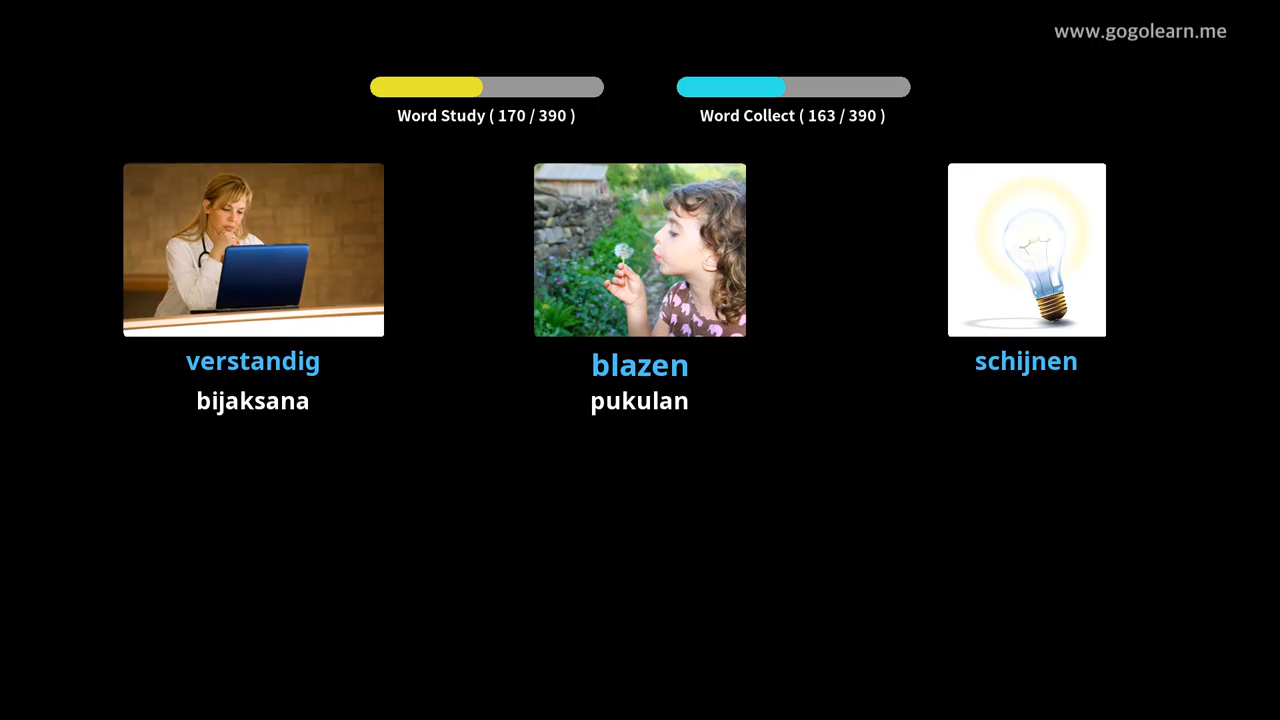 www.gogolearn.me
Word Study ( 170 / 390 )
Word Collect ( 163 / 390 )
verstandig
blazen
schijnen
bijaksana
pukulan